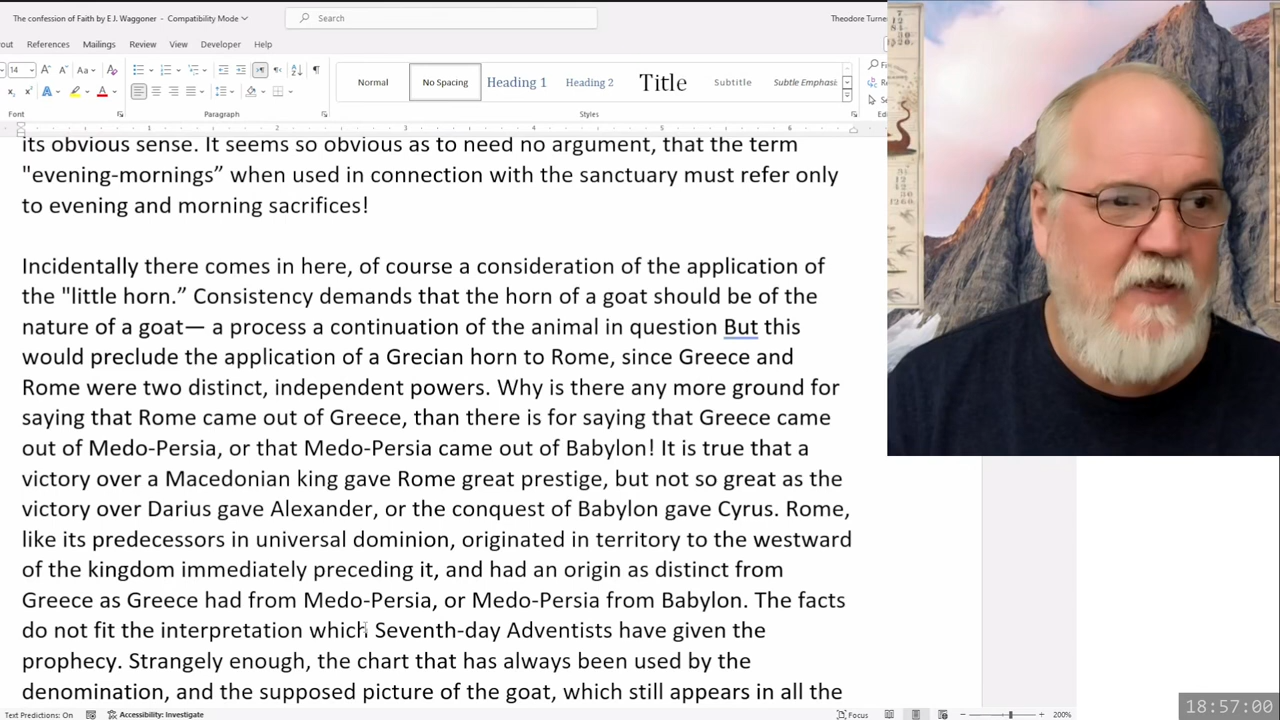 The confession of Faith by E.J. Waggoner - Compatibility Mode
Search
Theodore Turne
out References Mailings Review View Developer Help
14 Aa
Normal No Spacing Heading 1 Heading 2 Title Subtitle Subtle Emphasi
Font Paragraph Styles
1 2 3 4 5 6
its obvious sense. It seems so obvious as to need no argument, that the term
"evening-mornings” when used in connection with the sanctuary must refer only
to evening and morning sacrifices!
Incidentally there comes in here, of course a consideration of the application of
the "little horn.” Consistency demands that the horn of a goat should be of the
nature of a goat— a process a continuation of the animal in question But this
would preclude the application of a Grecian horn to Rome, since Greece and
Rome were two distinct, independent powers. Why is there any more ground for
saying that Rome came out of Greece, than there is for saying that Greece came
out of Medo-Persia, or that Medo-Persia came out of Babylon! It is true that a
victory over a Macedonian king gave Rome great prestige, but not so great as the
victory over Darius gave Alexander, or the conquest of Babylon gave Cyrus. Rome,
like its predecessors in universal dominion, originated in territory to the westward
of the kingdom immediately preceding it, and had an origin as distinct from
Greece as Greece had from Medo-Persia, or Medo-Persia from Babylon. The facts
do not fit the interpretation which Seventh-day Adventists have given the
prophecy. Strangely enough, the chart that has always been used by the
denomination, and the supposed picture of the goat, which still appears in all the
Text Predictions: On Accessibility: Investigate Focus 200%
18:57:00